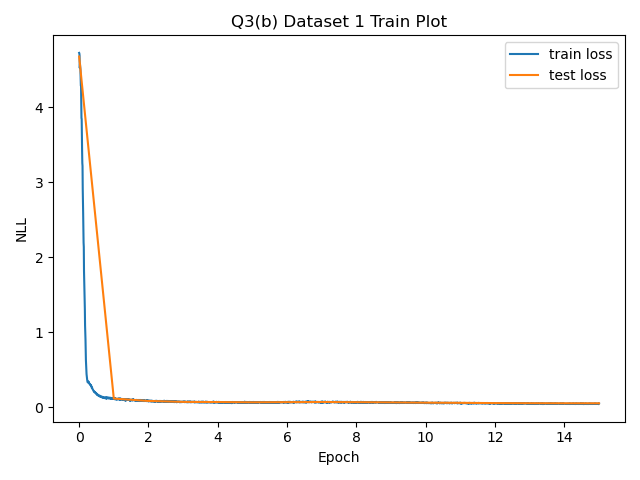 Q3(b) Dataset 1 Train Plot
train loss
test loss
NLL
4
3
2
1
0
0 2 4 6 8 10 12 14
Epoch